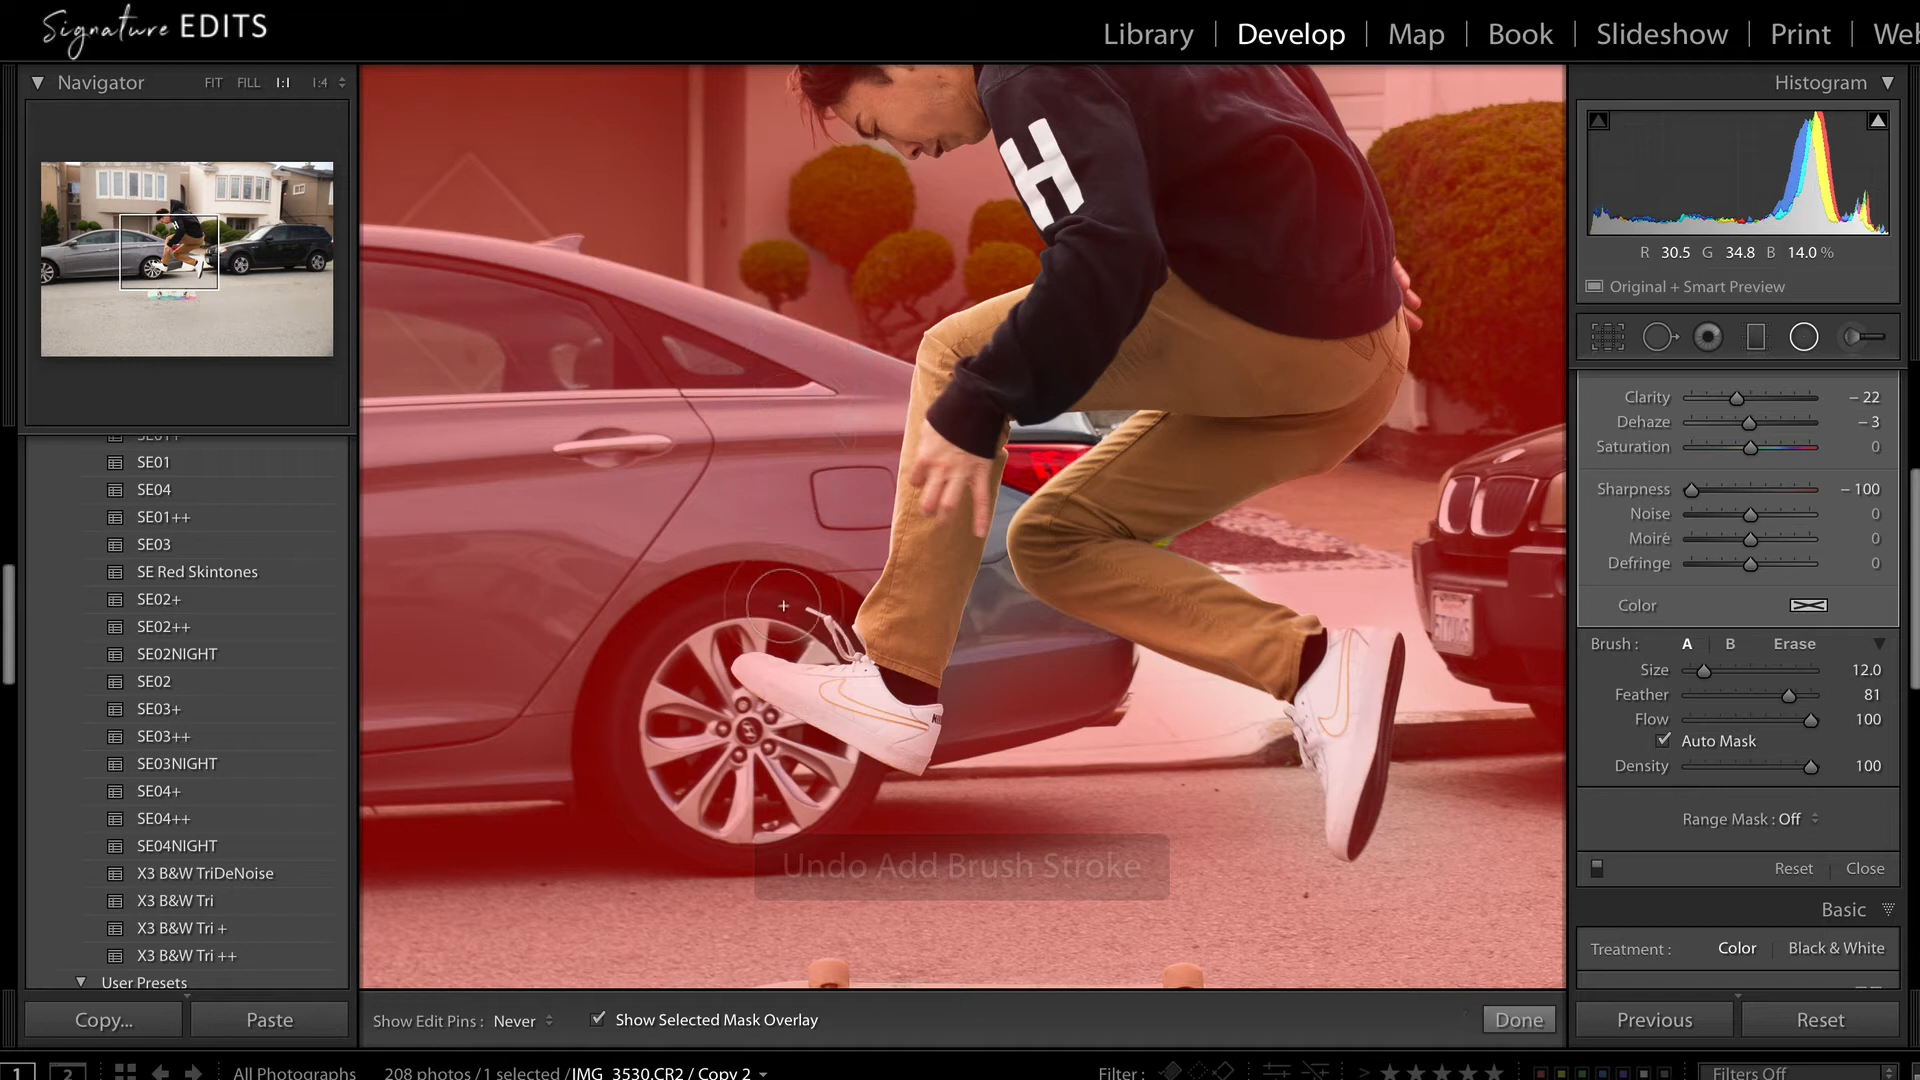 Signature EDITS
Library | Develop | Map | Book | Slideshow | Print | Web
Navigator FIT FILL 1:1 1:4
SE01+
SE01
SE04
SE01++
SE03
SE Red Skintones
SE02+
SE02++
SE02NIGHT
SE02
SE03+
SE03++
SE03NIGHT
SE04+
SE04++
SE04NIGHT
X3 B&W TriDeNoise
X3 B&W Tri
X3 B&W Tri +
X3 B&W Tri ++
User Presets
Copy... Paste
H
Undo Add Brush Stroke
Show Edit Pins : Never Show Selected Mask Overlay Done
Histogram
R 30.5 G 34.8 B 14.0 %
Original + Smart Preview
Clarity – 22
Dehaze – 3
Saturation 0
Sharpness – 100
Noise 0
Moiré 0
Defringe 0
Color
Brush : A | B Erase
Size 12.0
Feather 81
Flow 100
Auto Mask
Density 100
Range Mask : Off
Reset Close
Basic
Treatment : Color | Black & White
Previous Reset
1 2 All Photographs 208 photos / 1 selected / IMG_3530.CR2 / Copy 2 Filter : > Filters Off